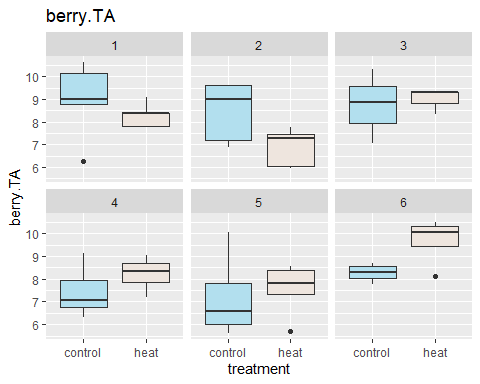 berry.TA
1 2 3
10
9
8
7
6
berry.TA
4 5 6
10
9
8
7
6
control heat control heat control heat
treatment